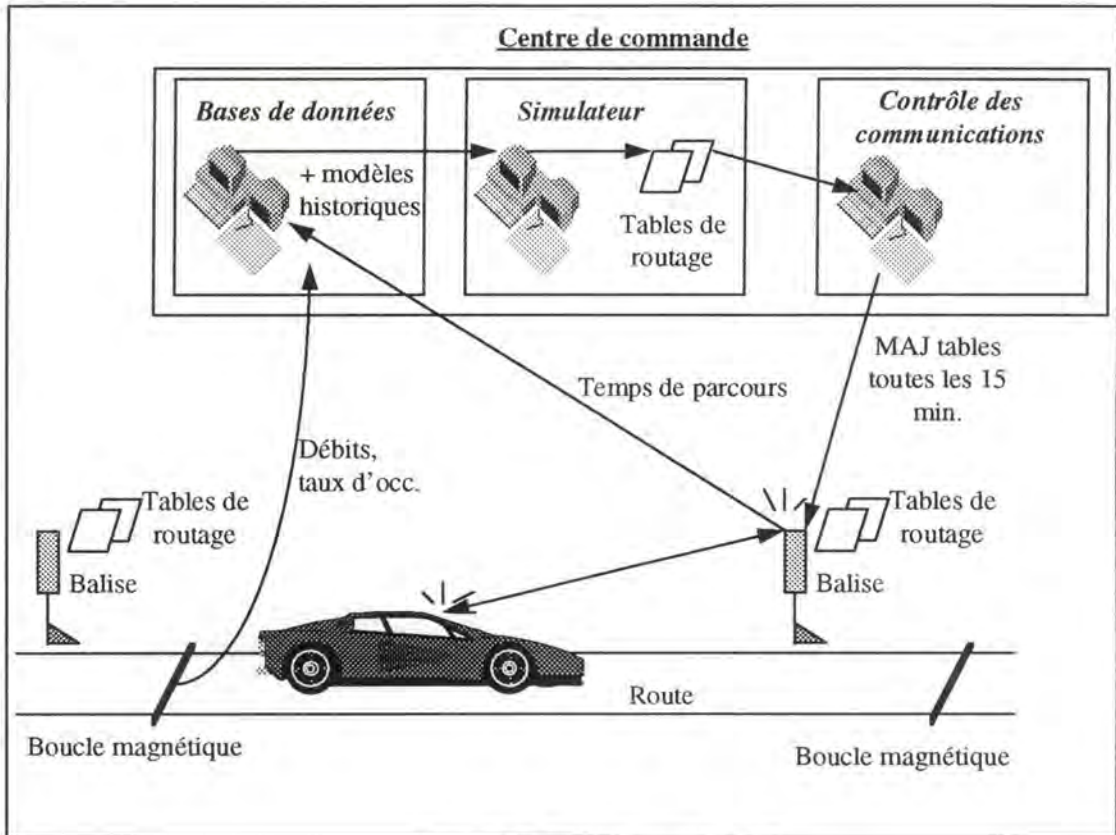 Centre de commande
Bases de données
+ modèles
historiques
Simulateur
Tables de
routage
Contrôle des
communications
MAJ tables
toutes les 15
min.
Temps de parcours
Débits,
taux d'occ.
Tables de
routage
Balise
Tables de
routage
Balise
Route
Boucle magnétique
Boucle magnétique